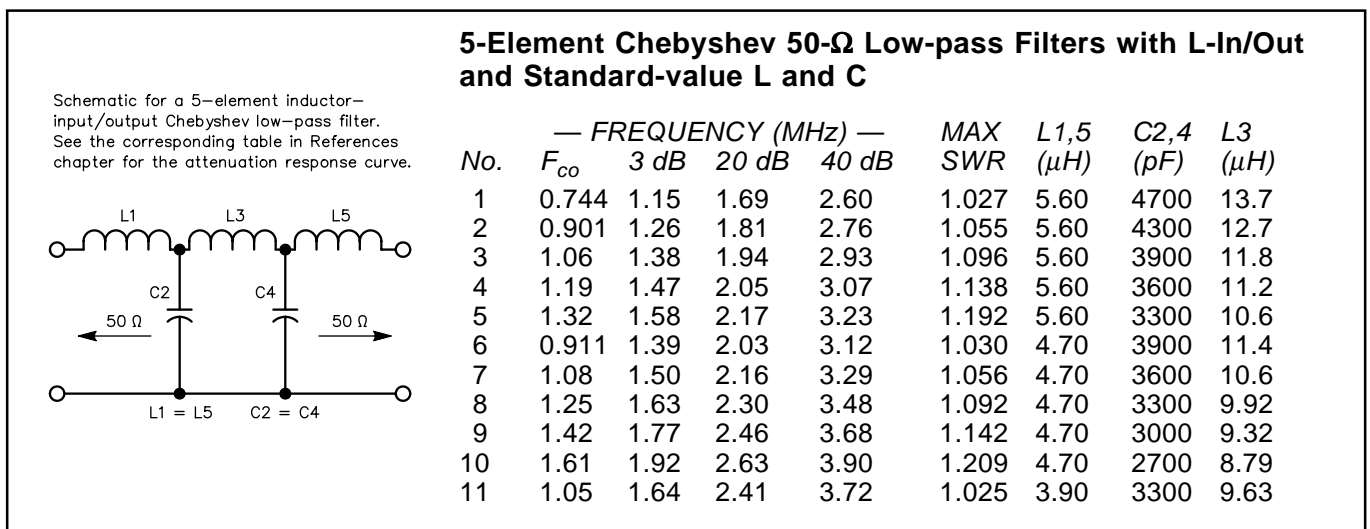 5-Element Chebyshev 50-Ω Low-pass Filters with L-In/Out
and Standard-value L and C
Schematic for a 5–element inductor–
input/output Chebyshev low–pass filter.
See the corresponding table in References
chapter for the attenuation response curve.
L1 L3 L5
C2 C4
50 Ω 50 Ω
L1 = L5 C2 = C4
— FREQUENCY (MHz) — MAX L1,5 C2,4 L3
No. Fco 3 dB 20 dB 40 dB SWR (μH) (pF) (μH)
1 0.744 1.15 1.69 2.60 1.027 5.60 4700 13.7
2 0.901 1.26 1.81 2.76 1.055 5.60 4300 12.7
3 1.06 1.38 1.94 2.93 1.096 5.60 3900 11.8
4 1.19 1.47 2.05 3.07 1.138 5.60 3600 11.2
5 1.32 1.58 2.17 3.23 1.192 5.60 3300 10.6
6 0.911 1.39 2.03 3.12 1.030 4.70 3900 11.4
7 1.08 1.50 2.16 3.29 1.056 4.70 3600 10.6
8 1.25 1.63 2.30 3.48 1.092 4.70 3300 9.92
9 1.42 1.77 2.46 3.68 1.142 4.70 3000 9.32
10 1.61 1.92 2.63 3.90 1.209 4.70 2700 8.79
11 1.05 1.64 2.41 3.72 1.025 3.90 3300 9.63